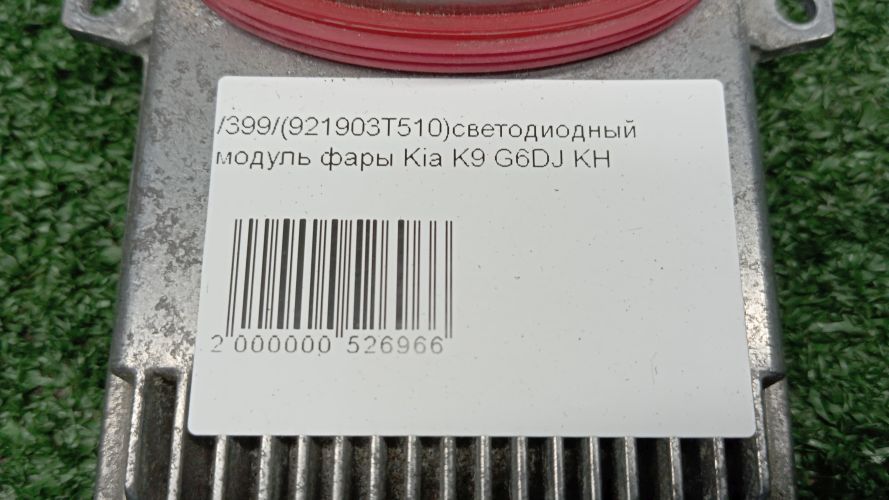 /399/(921903T510)светодиодный
модуль фары Kia K9 G6DJ KH
2 000000 526966